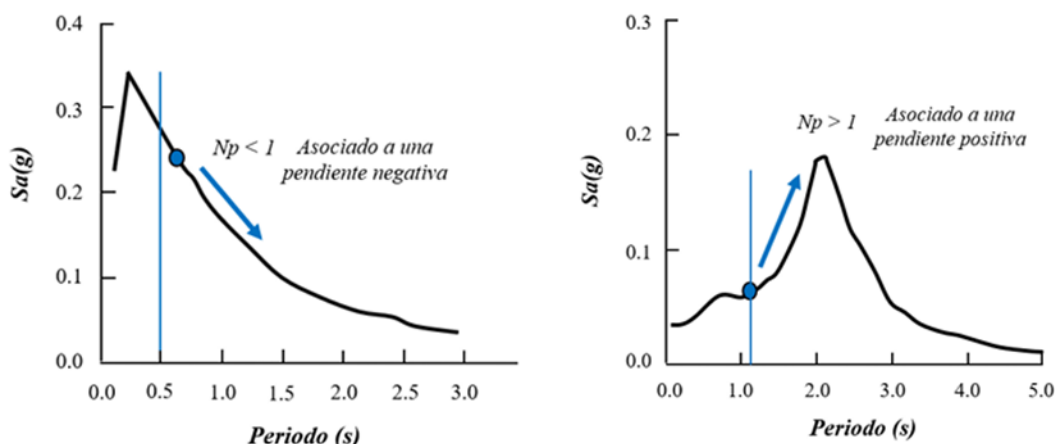 0.4
0.3
0.2
0.1
0.0
Sa(g)
Np < 1 Asociado a una
pendiente negativa
0.0 0.5 1.0 1.5 2.0 2.5 3.0
Periodo (s)
0.3
0.2
0.1
0.0
Sa(g)
Np > 1 Asociado a una
pendiente positiva
0.0 1.0 2.0 3.0 4.0 5.0
Periodo (s)